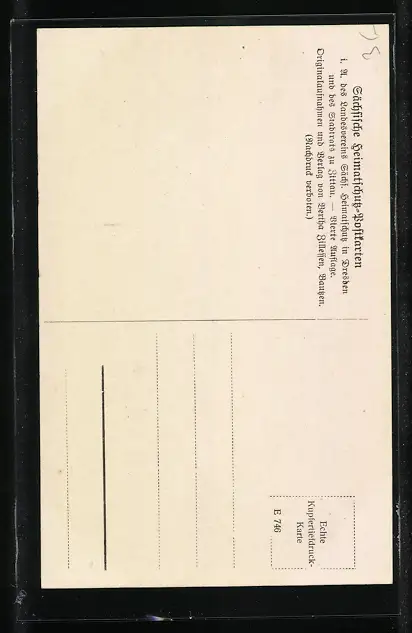 Sächsische Heimatschutz-Postkarten
i. A. des Landesvereins Sächs. Heimatschutz in Dresden
und des Stadtrats zu Zittau. — Vierte Auflage.
Originalaufnahmen und Verlag von Bertha Zillessen, Bautzen.
(Nachdruck verboten.)
Echte
Kupfertiefdruck-
Karte
E 746